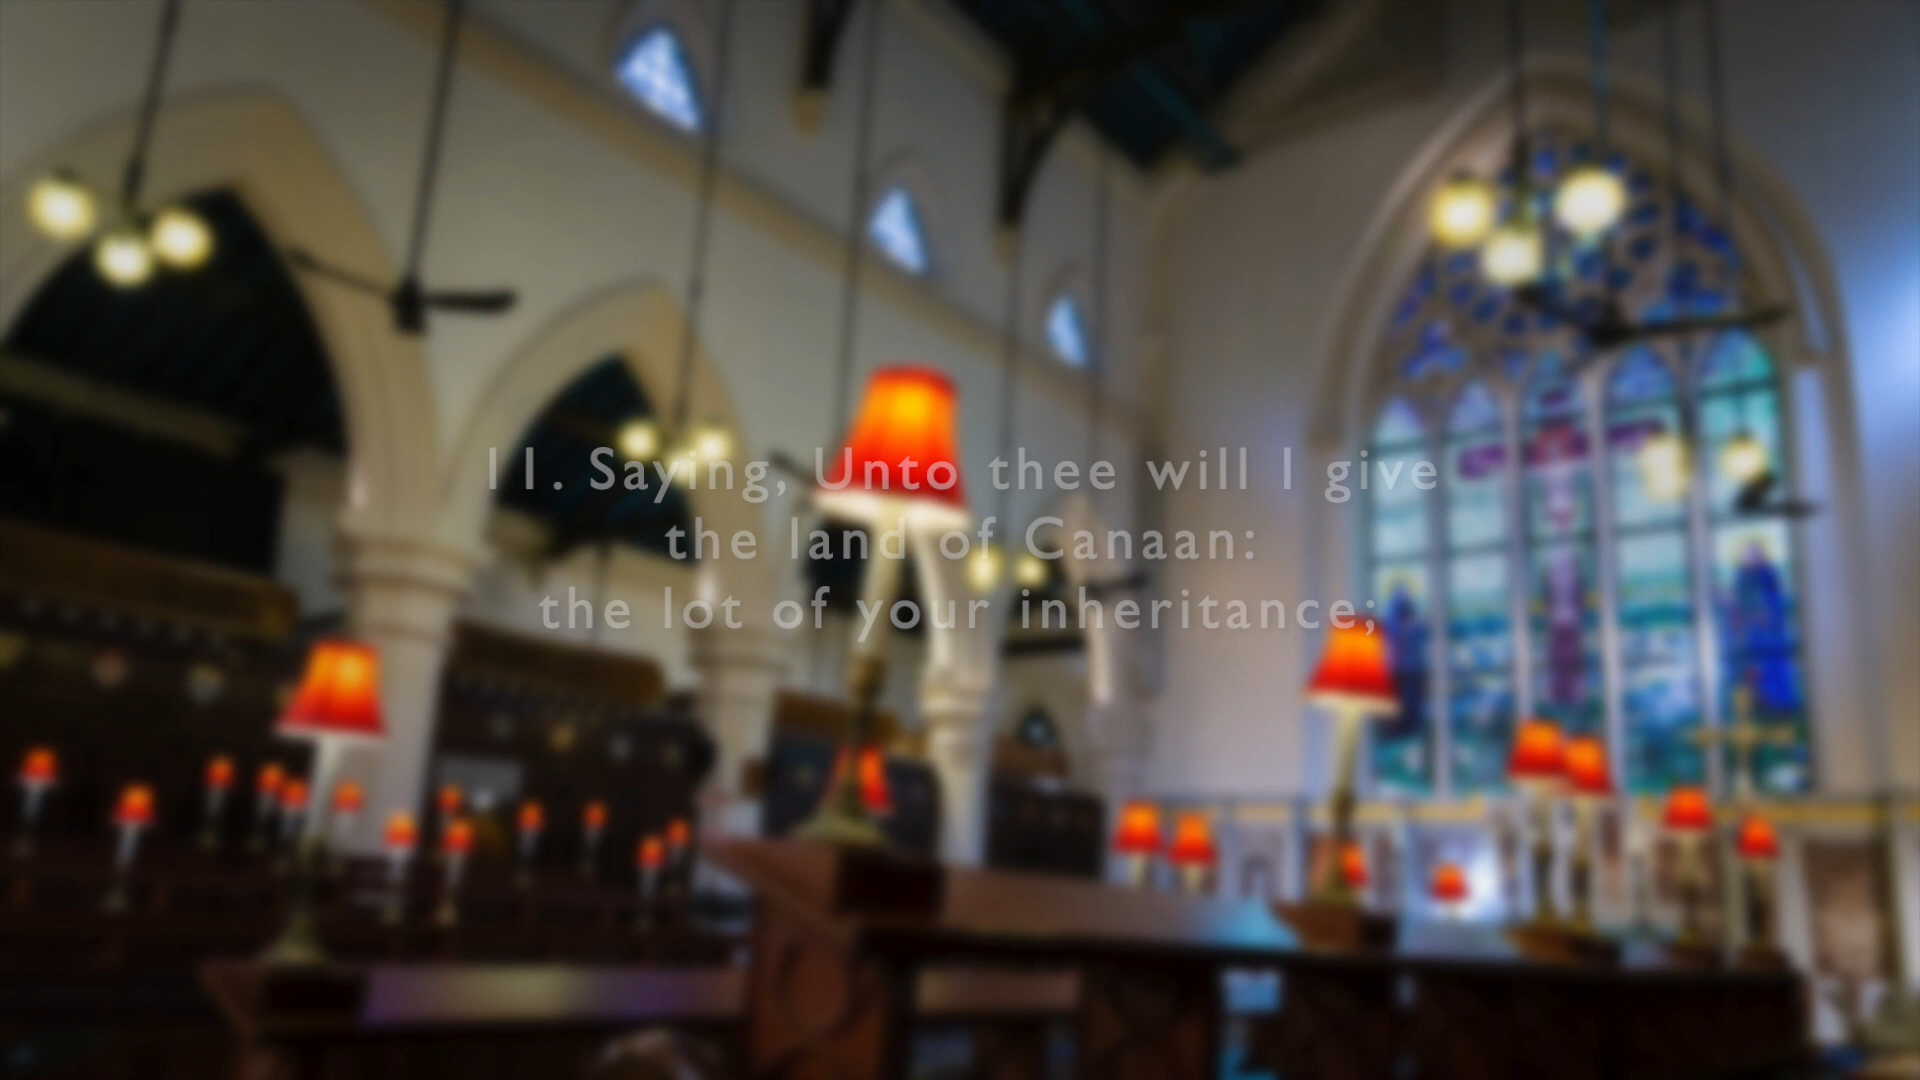 11. Saying, Unto thee will I give
the land of Canaan:
the lot of your inheritance;